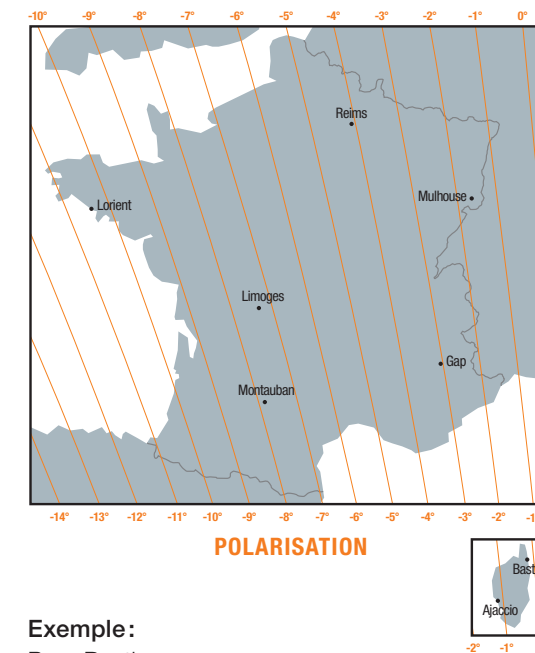 -10° -9° -8° -7° -6° -5° -4° -3° -2° -1° 0°
Reims
Mulhouse
Lorient
Limoges
Gap
Montauban
-14° -13° -12° -11° -10° -9° -8° -7° -6° -5° -4° -3° -2°
POLARISATION
Ajaccio
Exemple:
-2° -1°